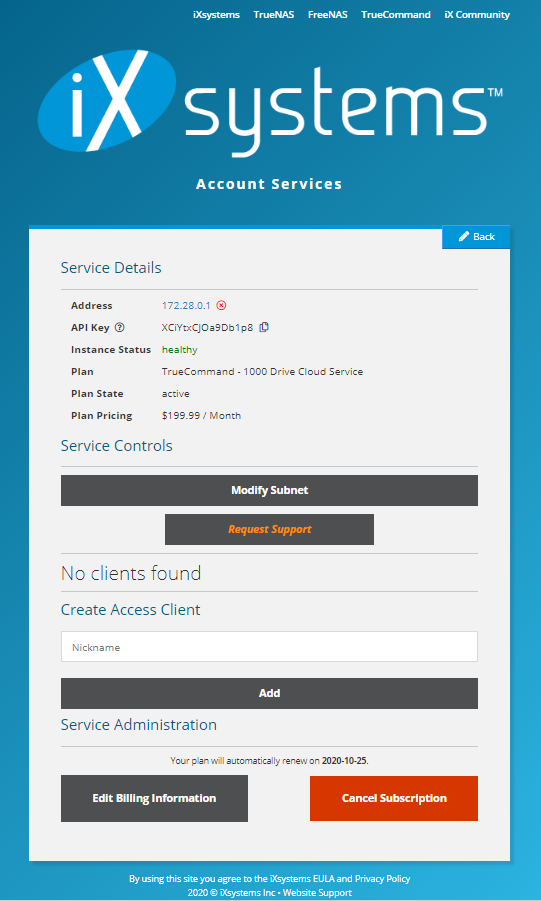 iXsystems TrueNAS FreeNAS TrueCommand iX Community
iX systems™
Account Services
Back
Service Details
Address 172.28.0.1
API Key XCiYtxCJOa9Db1p8
Instance Status healthy
Plan TrueCommand - 1000 Drive Cloud Service
Plan State active
Plan Pricing $199.99 / Month
Service Controls
Modify Subnet
Request Support
No clients found
Create Access Client
Nickname
Add
Service Administration
Your plan will automatically renew on 2020-10-25.
Edit Billing Information Cancel Subscription
By using this site you agree to the iXsystems EULA and Privacy Policy
2020 © iXsystems Inc • Website Support